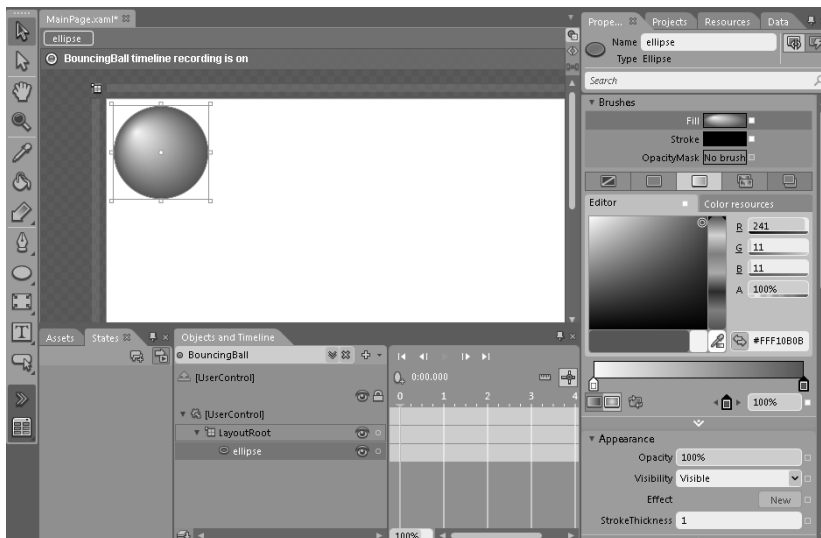 MainPage.xaml*
ellipse
BouncingBall timeline recording is on
Assets States
Objects and Timeline
BouncingBall
[UserControl]
0:00.000
0 1 2 3 4
[UserControl]
LayoutRoot
ellipse
100%
Prope... Projects Resources Data
Name ellipse
Type Ellipse
Search
Brushes
Fill
Stroke
OpacityMask No brush
Editor Color resources
R 241
G 11
B 11
A 100%
#FFF10B0B
100%
Appearance
Opacity 100%
Visibility Visible
Effect New
StrokeThickness 1